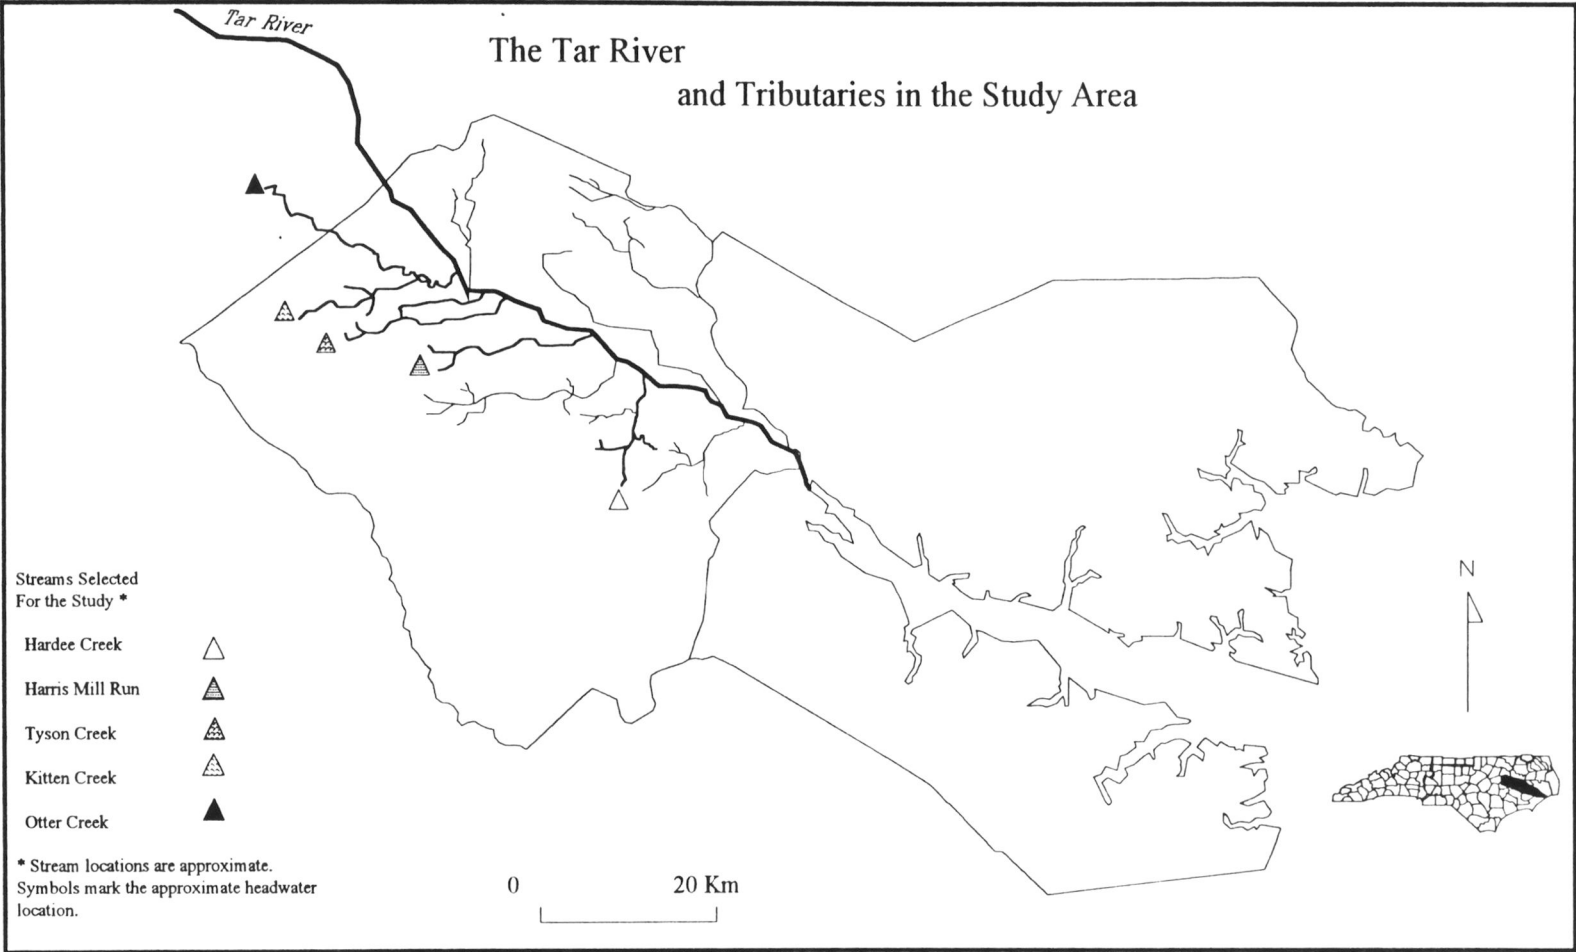 Tar River
The Tar River
and Tributaries in the Study Area
Streams Selected
For the Study *
Hardee Creek
Harris Mill Run
Tyson Creek
Kitten Creek
Otter Creek
* Stream locations are approximate.
Symbols mark the approximate headwater
location.
0 20 Km
N